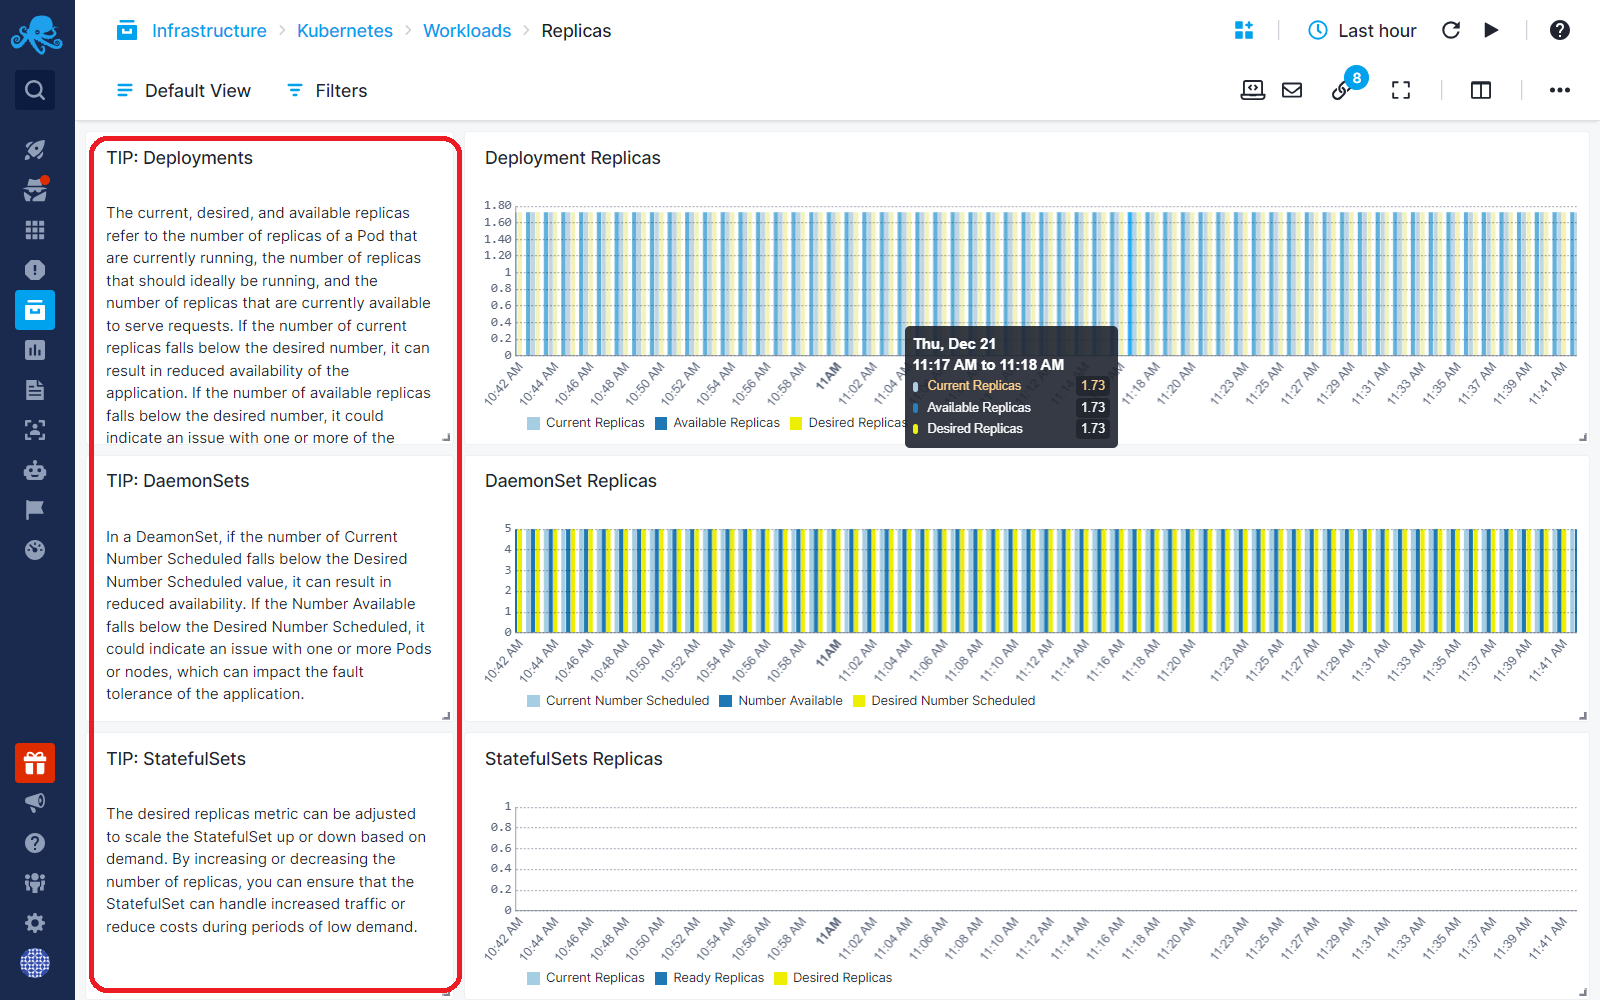 Infrastructure > Kubernetes > Workloads > Replicas
Last hour
Default View
Filters
8
TIP: Deployments
The current, desired, and available replicas
refer to the number of replicas of a Pod that
are currently running, the number of replicas
that should ideally be running, and the
number of replicas that are currently available
to serve requests. If the number of current
replicas falls below the desired number, it can
result in reduced availability of the
application. If the number of available replicas
falls below the desired number, it could
indicate an issue with one or more of the
Deployment Replicas
1.80
1.60
1.40
1.20
1
0.8
0.6
0.4
0.2
0
10:42 AM
10:44 AM
10:46 AM
10:48 AM
10:50 AM
10:52 AM
10:54 AM
10:56 AM
10:58 AM
11AM
11:02 AM
11:04
11:18 AM
11:20 AM
11:23 AM
11:25 AM
11:27 AM
11:29 AM
11:31 AM
11:33 AM
11:35 AM
11:37 AM
11:39 AM
11:41 AM
Thu, Dec 21
11:17 AM to 11:18 AM
Current Replicas 1.73
Available Replicas 1.73
Desired Replicas 1.73
Current Replicas
Available Replicas
Desired Replicas
TIP: DaemonSets
In a DeamonSet, if the number of Current
Number Scheduled falls below the Desired
Number Scheduled value, it can result in
reduced availability. If the Number Available
falls below the Desired Number Scheduled, it
could indicate an issue with one or more Pods
or nodes, which can impact the fault
tolerance of the application.
DaemonSet Replicas
5
4
3
2
1
0
10:42 AM
10:44 AM
10:46 AM
10:48 AM
10:50 AM
10:52 AM
10:54 AM
10:56 AM
10:58 AM
11AM
11:02 AM
11:04 AM
11:06 AM
11:08 AM
11:10 AM
11:12 AM
11:14 AM
11:16 AM
11:18 AM
11:20 AM
11:23 AM
11:25 AM
11:27 AM
11:29 AM
11:31 AM
11:33 AM
11:35 AM
11:37 AM
11:39 AM
11:41 AM
Current Number Scheduled
Number Available
Desired Number Scheduled
TIP: StatefulSets
The desired replicas metric can be adjusted
to scale the StatefulSet up or down based on
demand. By increasing or decreasing the
number of replicas, you can ensure that the
StatefulSet can handle increased traffic or
reduce costs during periods of low demand.
StatefulSets Replicas
1
0.8
0.6
0.4
0.2
0
10:42 AM
10:44 AM
10:46 AM
10:48 AM
10:50 AM
10:52 AM
10:54 AM
10:56 AM
10:58 AM
11AM
11:02 AM
11:04 AM
11:06 AM
11:08 AM
11:10 AM
11:12 AM
11:14 AM
11:16 AM
11:18 AM
11:20 AM
11:23 AM
11:25 AM
11:27 AM
11:29 AM
11:31 AM
11:33 AM
11:35 AM
11:37 AM
11:39 AM
11:41 AM
Current Replicas
Ready Replicas
Desired Replicas